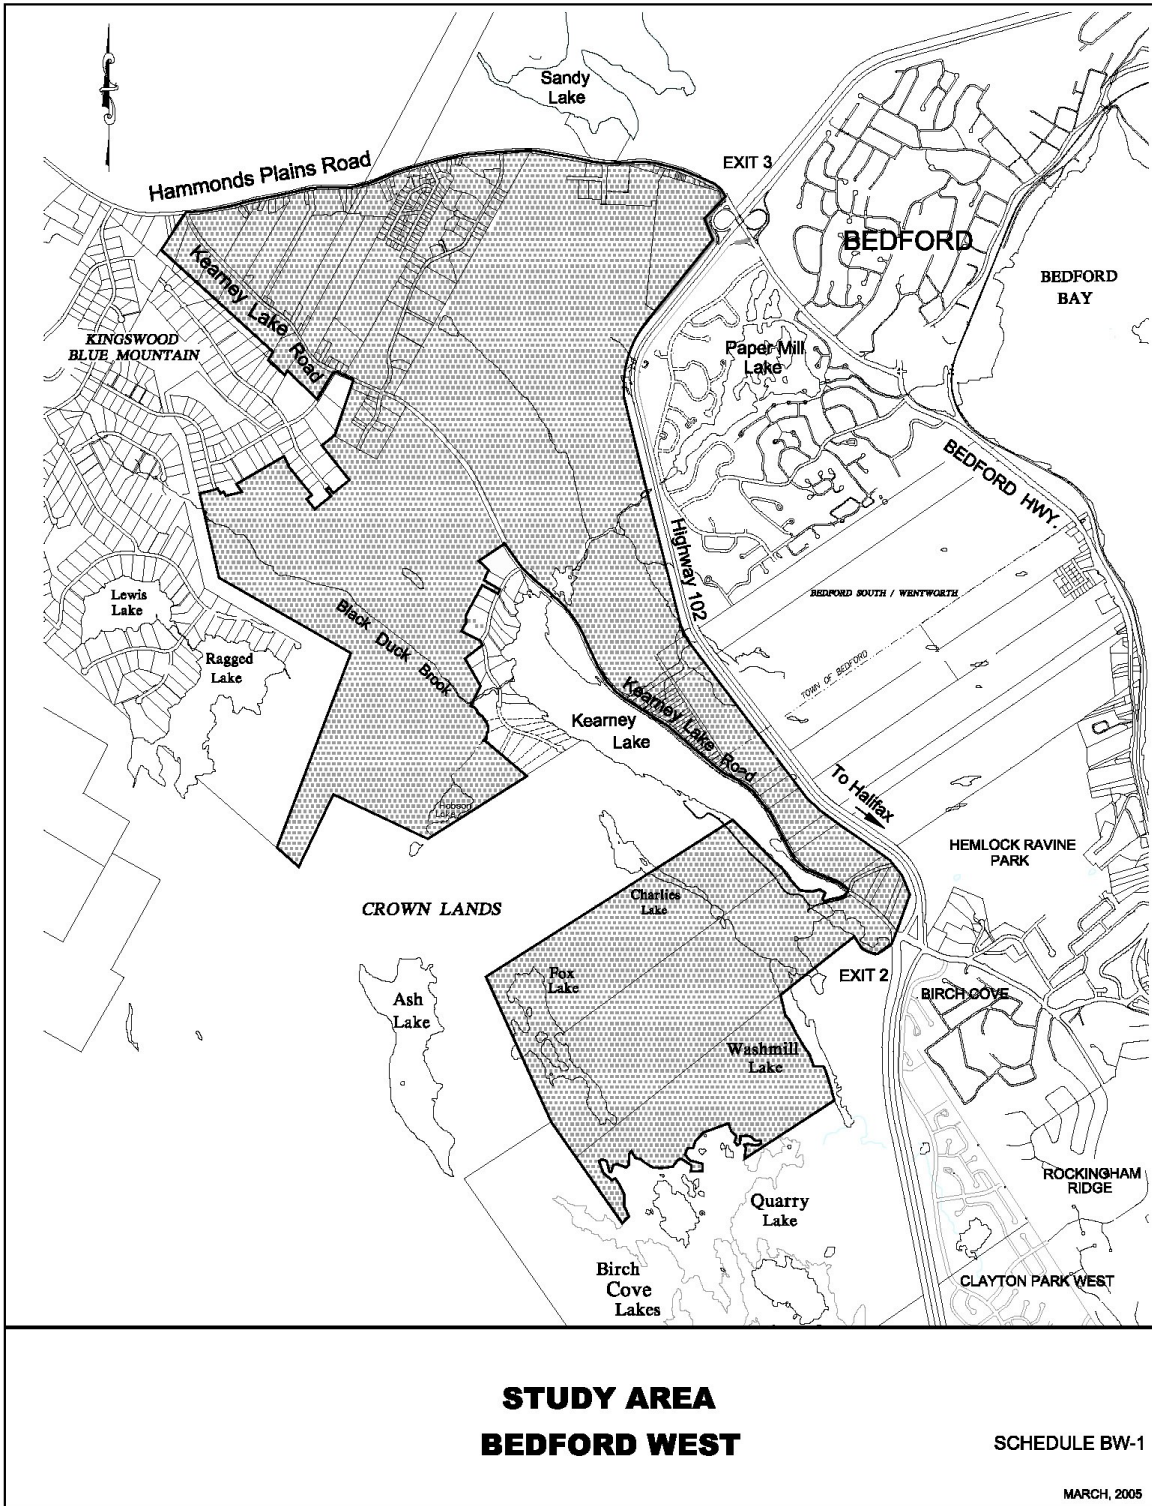 Sandy
Lake
Hammonds Plains Road
EXIT 3
BEDFORD
BEDFORD
BAY
Kearney Lake Road
KINGSWOOD
BLUE MOUNTAIN
Paper Mill
Lake
BEDFORD HWY.
Highway 102
BEDFORD SOUTH / WENTWORTH
Lewis
Lake
Black Duck Brook
Ragged
Lake
TOWN OF BEDFORD
Kearney
Lake
Kearney Lake Road
To Halifax
Hobson
Lake
HEMLOCK RAVINE
PARK
Charlies
Lake
CROWN LANDS
Fox
Lake
EXIT 2
BIRCH COVE
Ash
Lake
Washmill
Lake
ROCKINGHAM
RIDGE
Quarry
Lake
Birch
Cove
Lakes
CLAYTON PARK WEST
STUDY AREA
BEDFORD WEST
SCHEDULE BW-1
MARCH, 2005